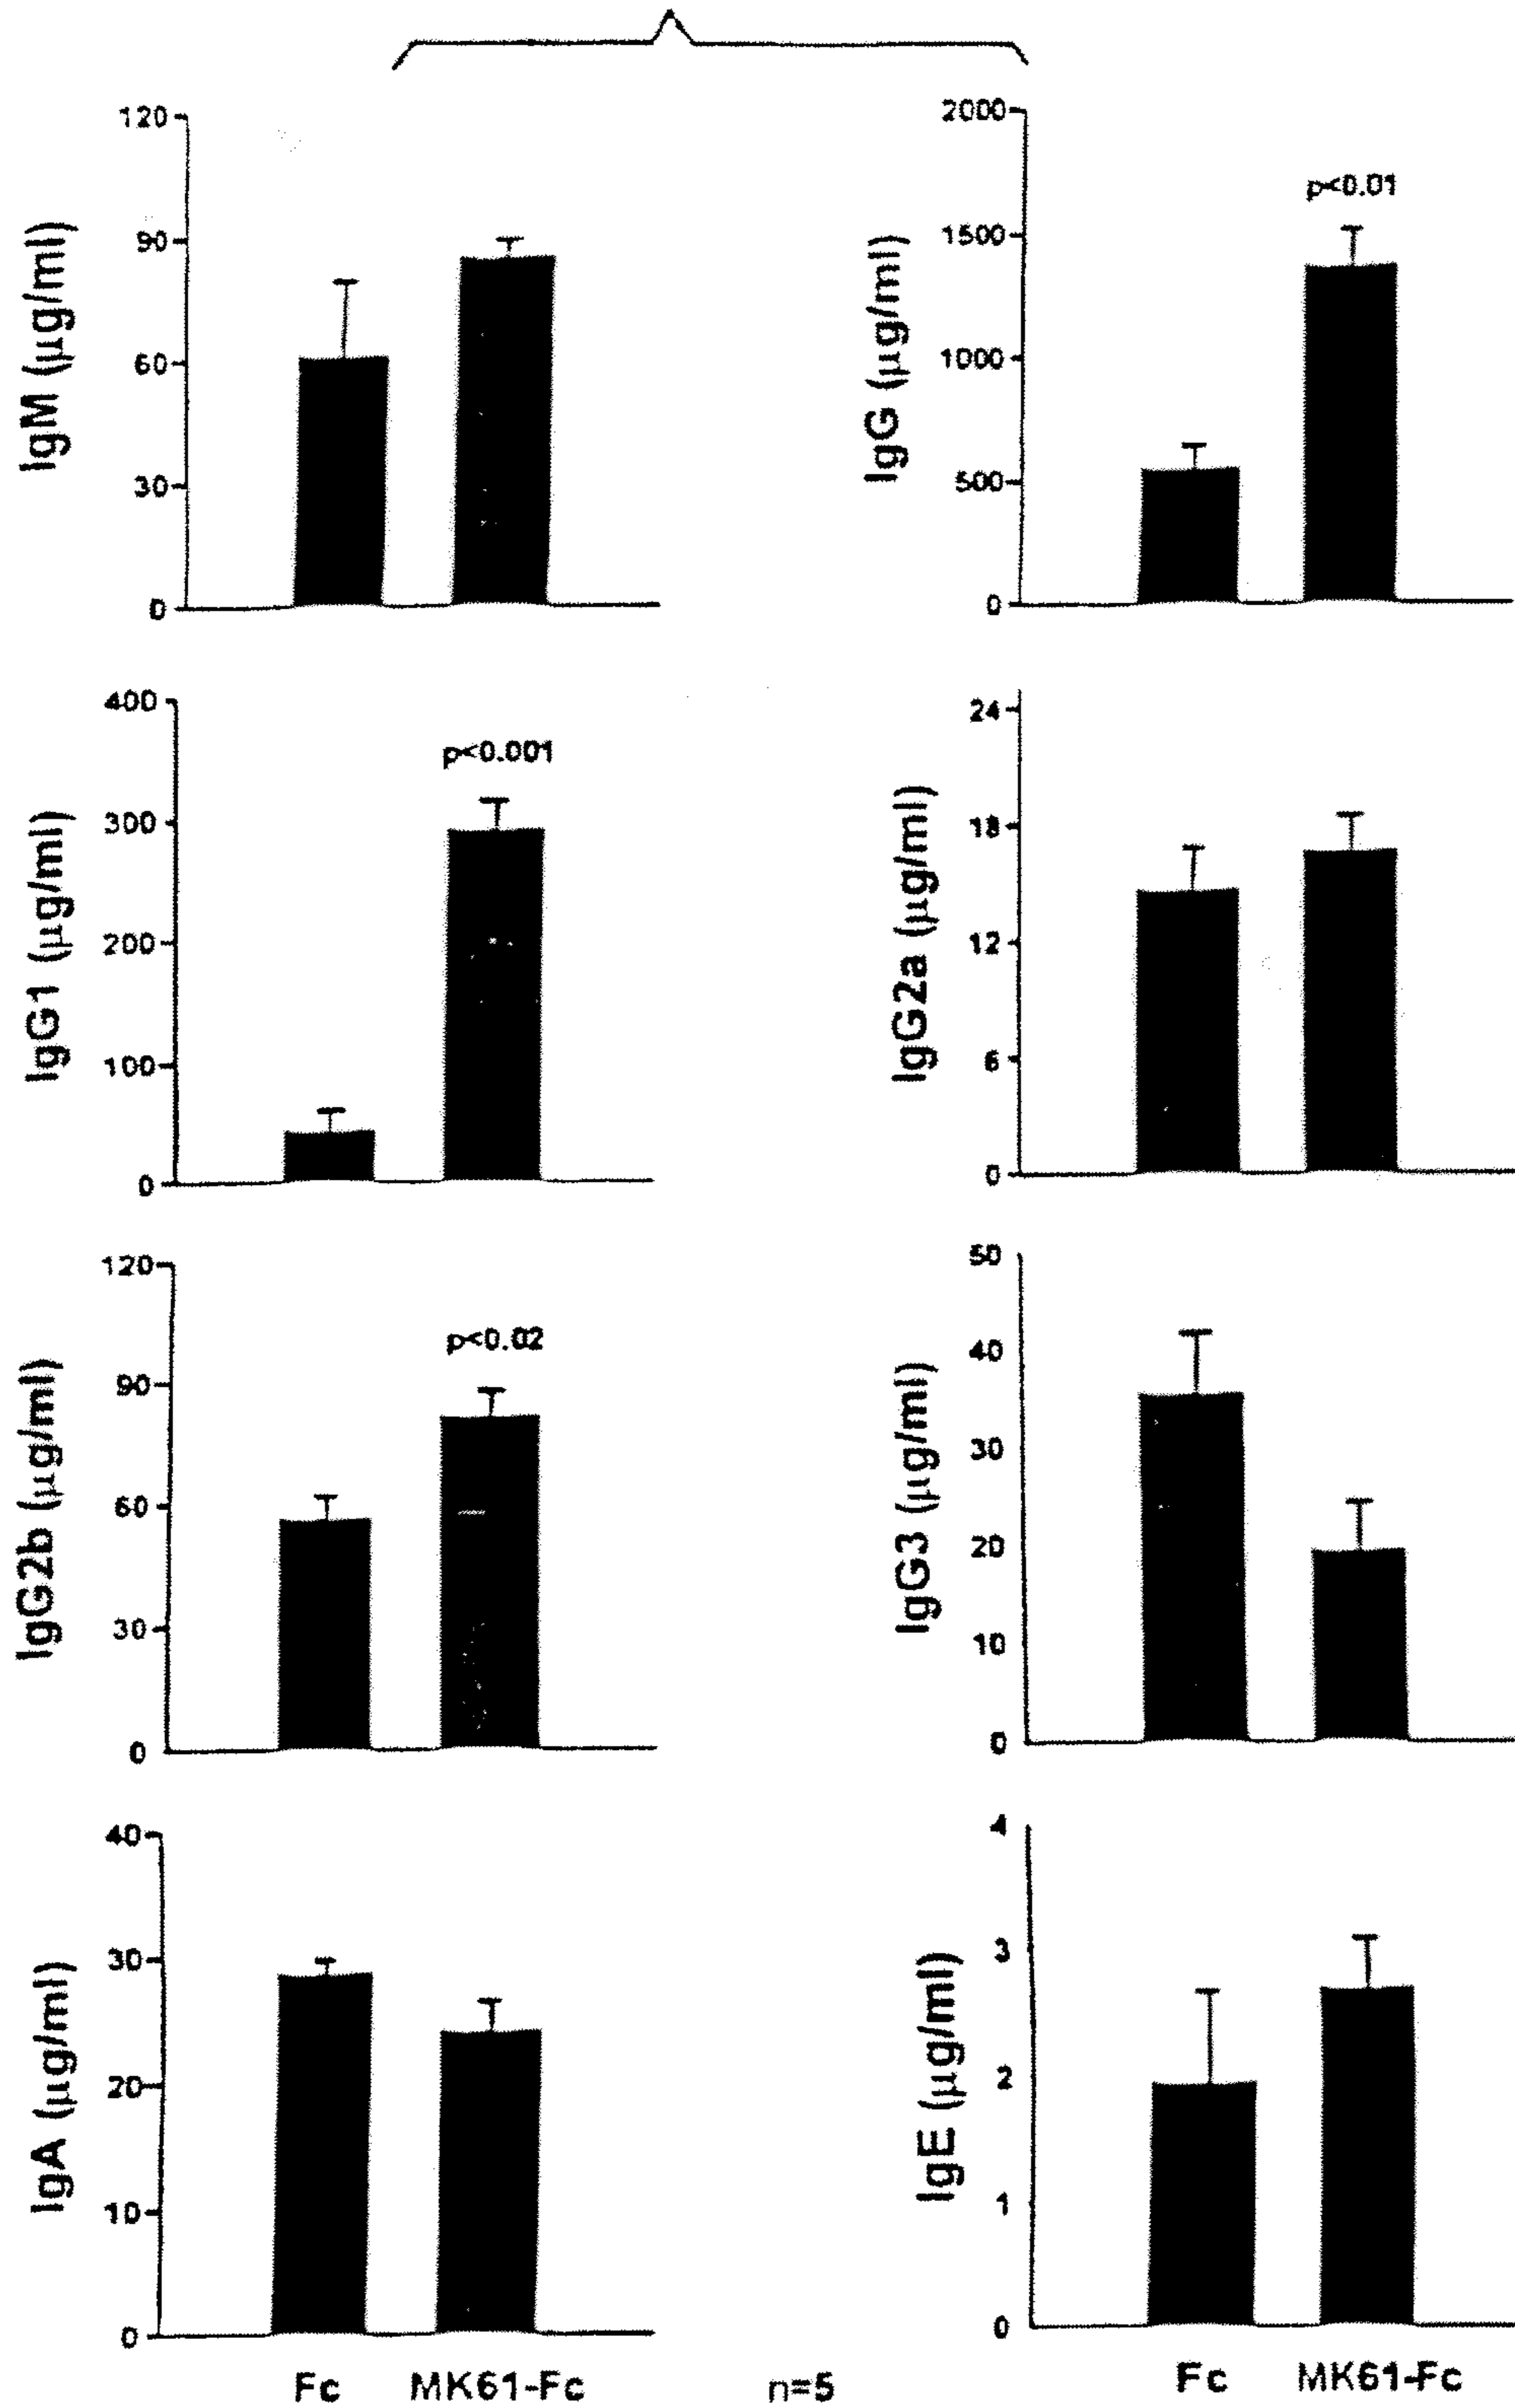 IgM (µg/ml)
120
90
60
30
0
IgG (µg/ml)
2000
1500
1000
500
0
p<0.01
IgG1 (µg/ml)
400
300
200
100
0
p<0.001
IgG2a (µg/ml)
24
18
12
6
0
IgG2b (µg/ml)
120
90
60
30
0
p<0.02
IgG3 (µg/ml)
50
40
30
20
10
0
IgA (µg/ml)
40
30
20
10
0
Fc MK61-Fc
n=5
IgE (µg/ml)
4
3
2
1
0
Fc MK61-Fc